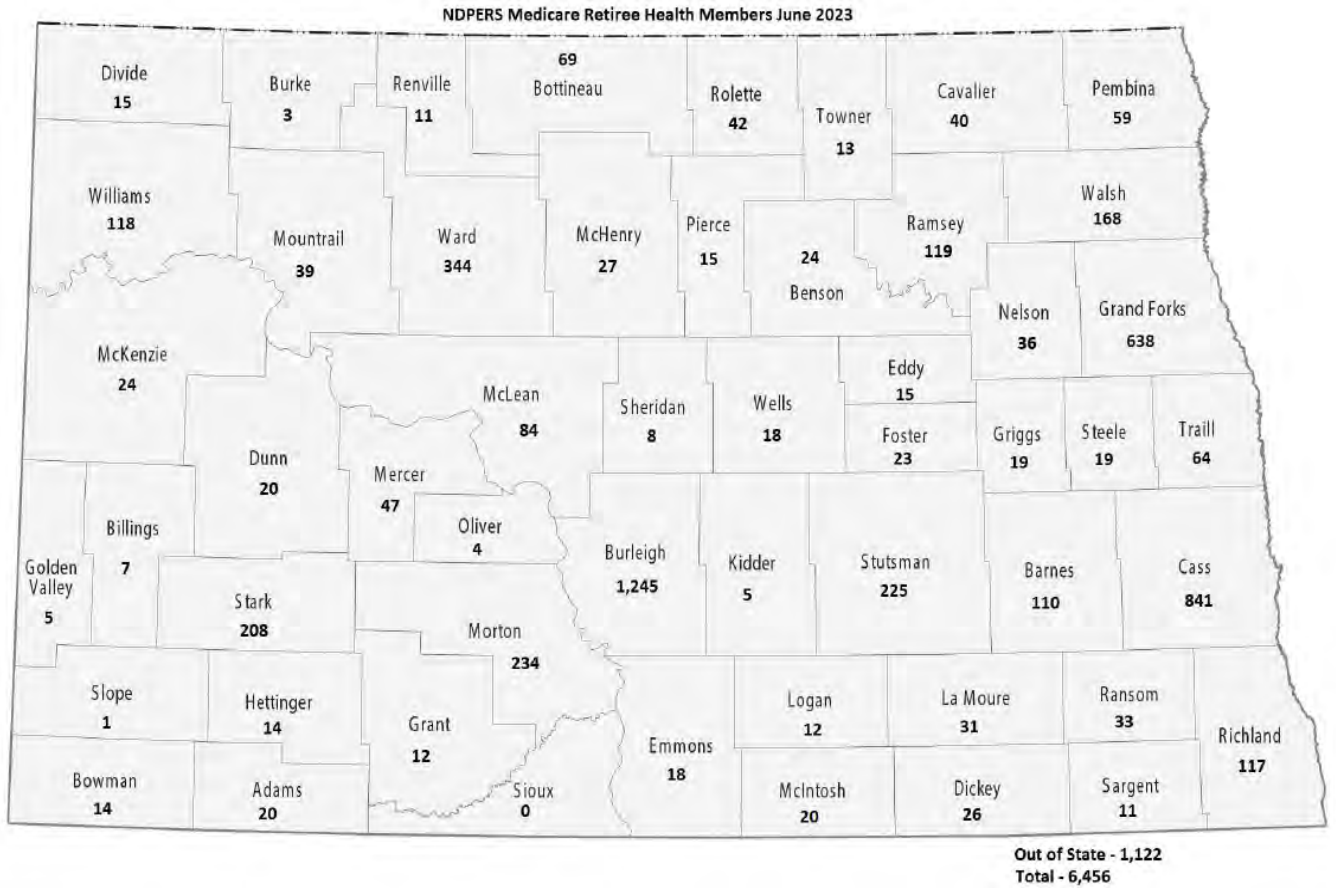 NDPERS Medicare Retiree Health Members June 2023
Divide
15
Burke
3
Renville
11
69
Bottineau
Rolette
42
Towner
13
Cavalier
40
Pembina
59
Williams
118
Mountrail
39
Ward
344
McHenry
27
Pierce
15
24
Benson
Ramsey
119
Walsh
168
Nelson
36
Grand Forks
638
McKenzie
24
Dunn
20
McLean
84
Mercer
47
Oliver
4
Sheridan
8
Wells
18
Eddy
15
Foster
23
Griggs
19
Steele
19
Traill
64
Golden
Valley
5
Billings
7
Stark
208
Morton
234
Burleigh
1,245
Kidder
5
Stutsman
225
Barnes
110
Cass
841
Slope
1
Hettinger
14
Grant
12
Bowman
14
Adams
20
Sioux
0
Emmons
18
Logan
12
La Moure
31
Ransom
33
Richland
117
McIntosh
20
Dickey
26
Sargent
11
Out of State - 1,122
Total - 6,456